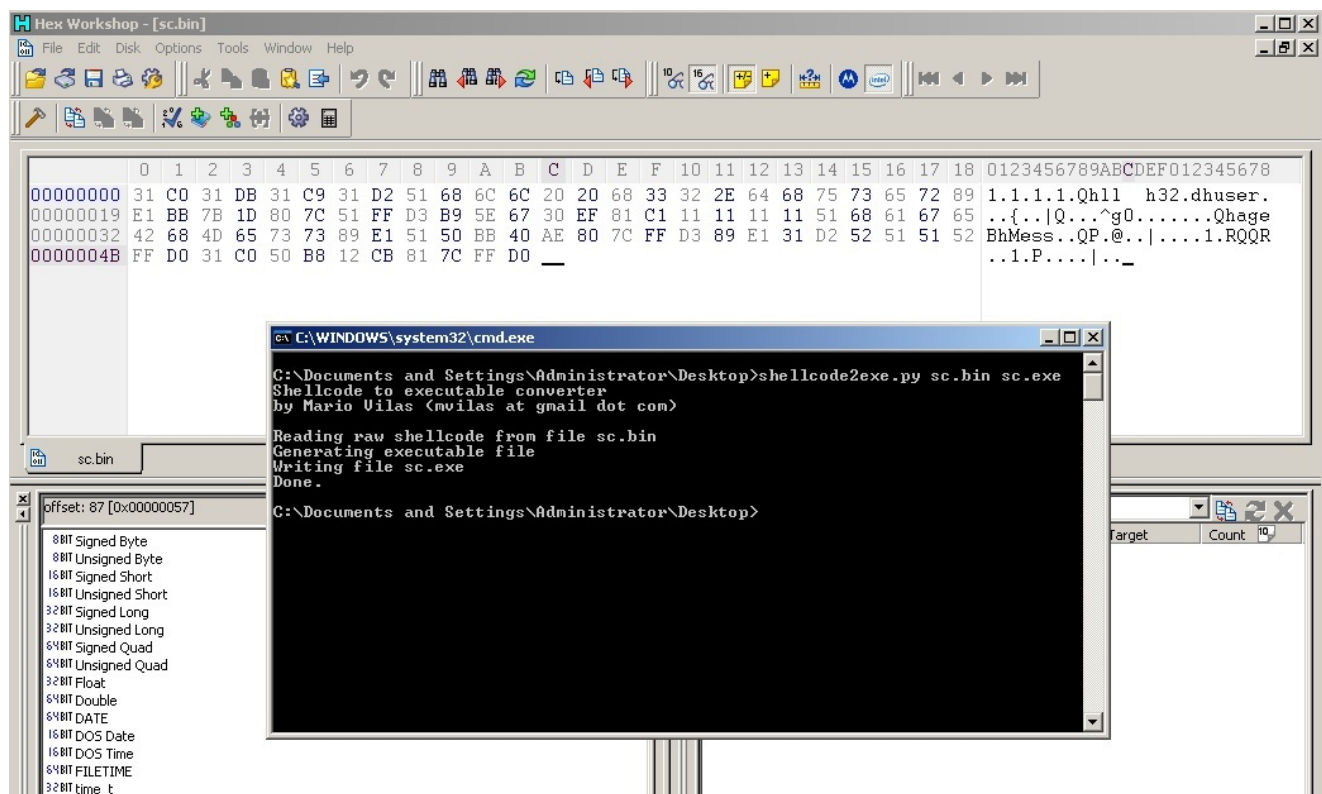 Hex Workshop - [sc.bin]
File Edit Disk Options Tools Window Help
0 1 2 3 4 5 6 7 8 9 A B C D E F 10 11 12 13 14 15 16 17 18 0123456789ABCDEF012345678
00000000 31 C0 31 DB 31 C9 31 D2 51 68 6C 6C 20 20 68 33 32 2E 64 68 75 73 65 72 89 1.1.1.1.Qhll  h32.dhuser.
00000019 E1 BB 7B 1D 80 7C 51 FF D3 B9 5E 67 30 EF 81 C1 11 11 11 11 51 68 61 67 65 ..{..|Q...^g0.......Qhage
00000032 42 68 4D 65 73 73 89 E1 51 50 BB 40 AE 80 7C FF D3 89 E1 31 D2 52 51 51 52 BhMess..QP.@..|....1.RQQR
0000004B FF D0 31 C0 50 B8 12 CB 81 7C FF D0 ..1.P....|..
C:\WINDOWS\system32\cmd.exe
C:\Documents and Settings\Administrator\Desktop>shellcode2exe.py sc.bin sc.exe
Shellcode to executable converter
by Mario Vilas (mvilas at gmail dot com)
Reading raw shellcode from file sc.bin
Generating executable file
Writing file sc.exe
Done.
C:\Documents and Settings\Administrator\Desktop>
sc.bin
offset: 87 [0x00000057]
8BIT Signed Byte
8BIT Unsigned Byte
16BIT Signed Short
16BIT Unsigned Short
32BIT Signed Long
32BIT Unsigned Long
64BIT Signed Quad
64BIT Unsigned Quad
32BIT Float
64BIT Double
64BIT DATE
16BIT DOS Date
16BIT DOS Time
64BIT FILETIME
32BIT time_t
Target Count